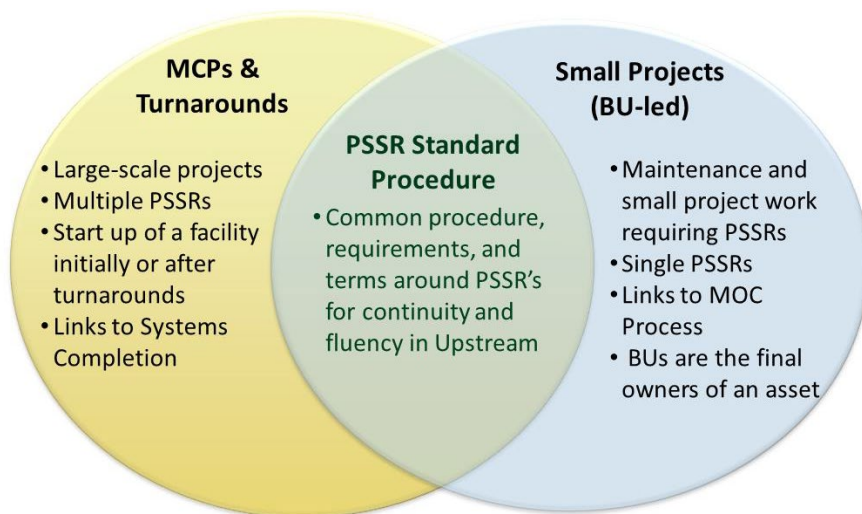 MCPs &
Turnarounds
• Large-scale projects
• Multiple PSSRs
• Start up of a facility
initially or after
turnarounds
• Links to Systems
Completion
PSSR Standard
Procedure
• Common procedure,
requirements, and
terms around PSSR’s
for continuity and
fluency in Upstream
Small Projects
(BU-led)
• Maintenance and
small project work
requiring PSSRs
• Single PSSRs
• Links to MOC
Process
• BUs are the final
owners of an asset